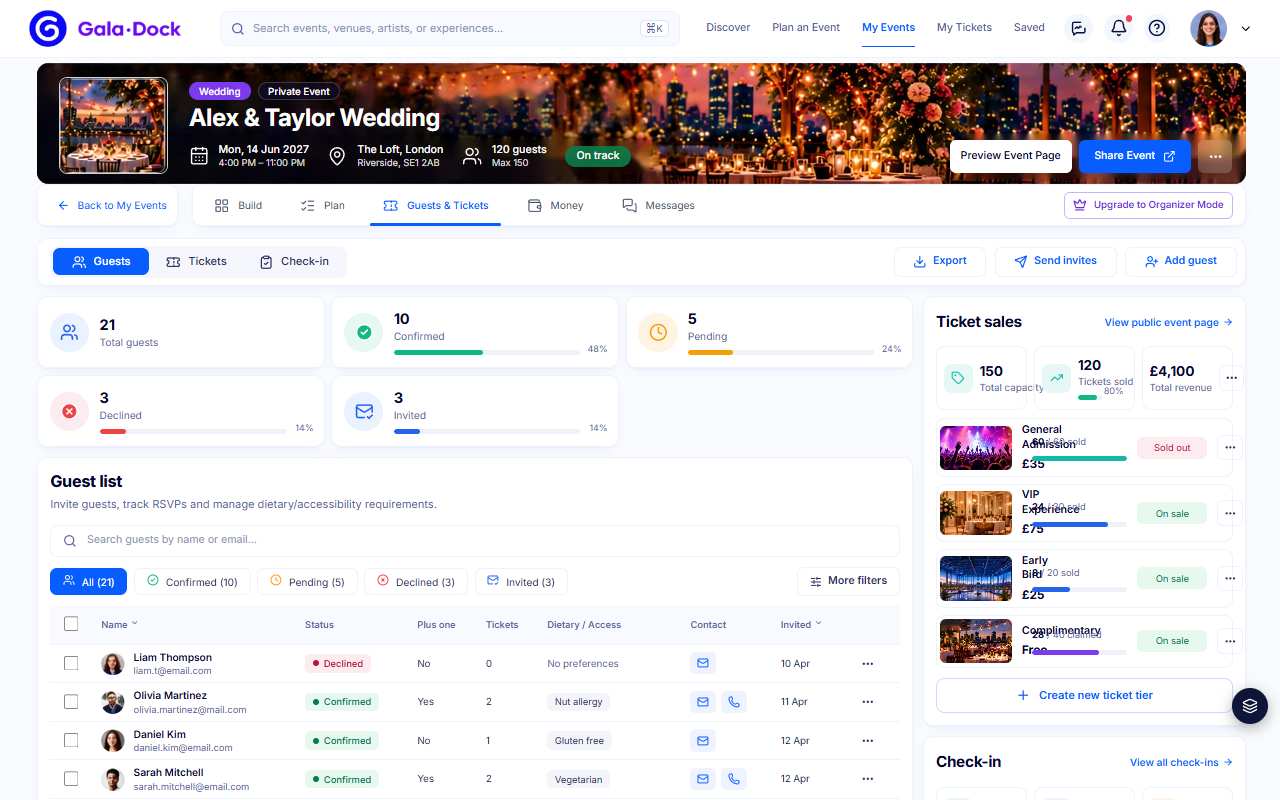 Gala·Dock
Search events, venues, artists, or experiences...
⌘K
Discover
Plan an Event
My Events
My Tickets
Saved
Wedding
Private Event
Alex & Taylor Wedding
Mon, 14 Jun 2027
4:00 PM – 11:00 PM
The Loft, London
Riverside, SE1 2AB
120 guests
Max 150
On track
Preview Event Page
Share Event
Back to My Events
Build
Plan
Guests & Tickets
Money
Messages
Upgrade to Organizer Mode
Guests
Tickets
Check-in
Export
Send invites
Add guest
21
Total guests
10
Confirmed
48%
5
Pending
24%
3
Declined
14%
3
Invited
14%
Guest list
Invite guests, track RSVPs and manage dietary/accessibility requirements.
Search guests by name or email...
All (21)
Confirmed (10)
Pending (5)
Declined (3)
Invited (3)
More filters
Name
Status
Plus one
Tickets
Dietary / Access
Contact
Invited
Liam Thompson
liam.t@email.com
Declined
No
0
No preferences
10 Apr
Olivia Martinez
olivia.martinez@mail.com
Confirmed
Yes
2
Nut allergy
11 Apr
Daniel Kim
daniel.kim@email.com
Confirmed
No
1
Gluten free
12 Apr
Sarah Mitchell
sarah.mitchell@email.com
Confirmed
Yes
2
Vegetarian
12 Apr
Ticket sales
View public event page
150
Total capacity
120
Tickets sold
80%
£4,100
Total revenue
General
Admission
60 / 60 sold
£35
Sold out
VIP
Experience
/ 30 sold
£75
On sale
Early
Bird
/ 20 sold
£25
On sale
Complimentary
28 / 40 claimed
Free
On sale
Create new ticket tier
Check-in
View all check-ins